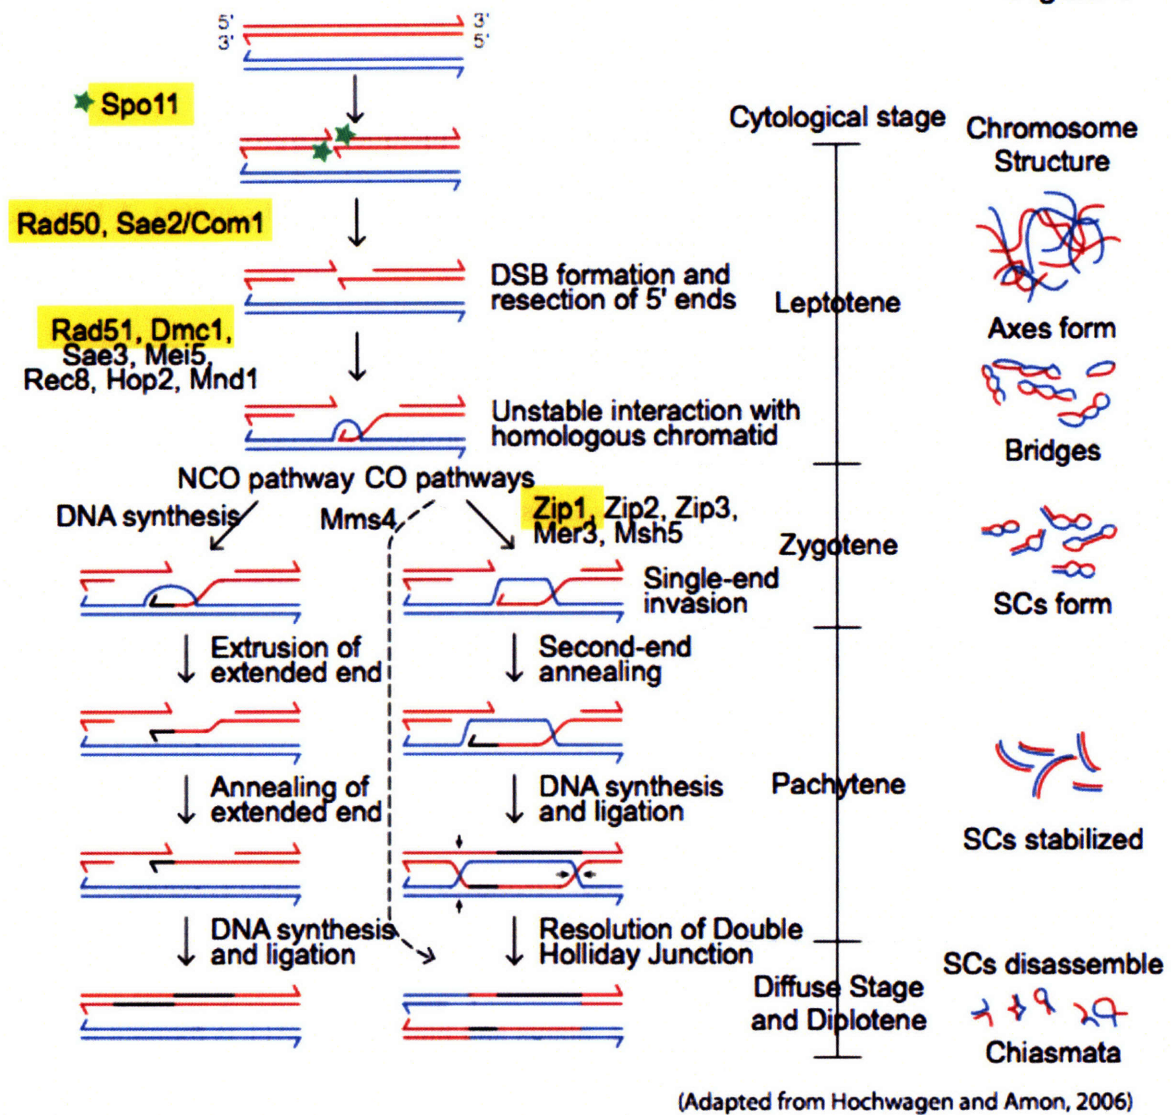 5' 3'
3' 5'
Spo11
Cytological stage
Chromosome
Structure
Rad50, Sae2/Com1
DSB formation and
resection of 5' ends
Leptotene
Axes form
Rad51, Dmc1,
Sae3, Mei5,
Rec8, Hop2, Mnd1
Unstable interaction with
homologous chromatid
Bridges
NCO pathway CO pathways
DNA synthesis
Mms4
Zip1, Zip2, Zip3,
Mer3, Msh5
Zygotene
Single-end
invasion
SCs form
Extrusion of
extended end
Second-end
annealing
Annealing of
extended end
DNA synthesis
and ligation
Pachytene
SCs stabilized
DNA synthesis
and ligation
Resolution of Double
Holliday Junction
SCs disassemble
Diffuse Stage
and Diplotene
Chiasmata
(Adapted from Hochwagen and Amon, 2006)